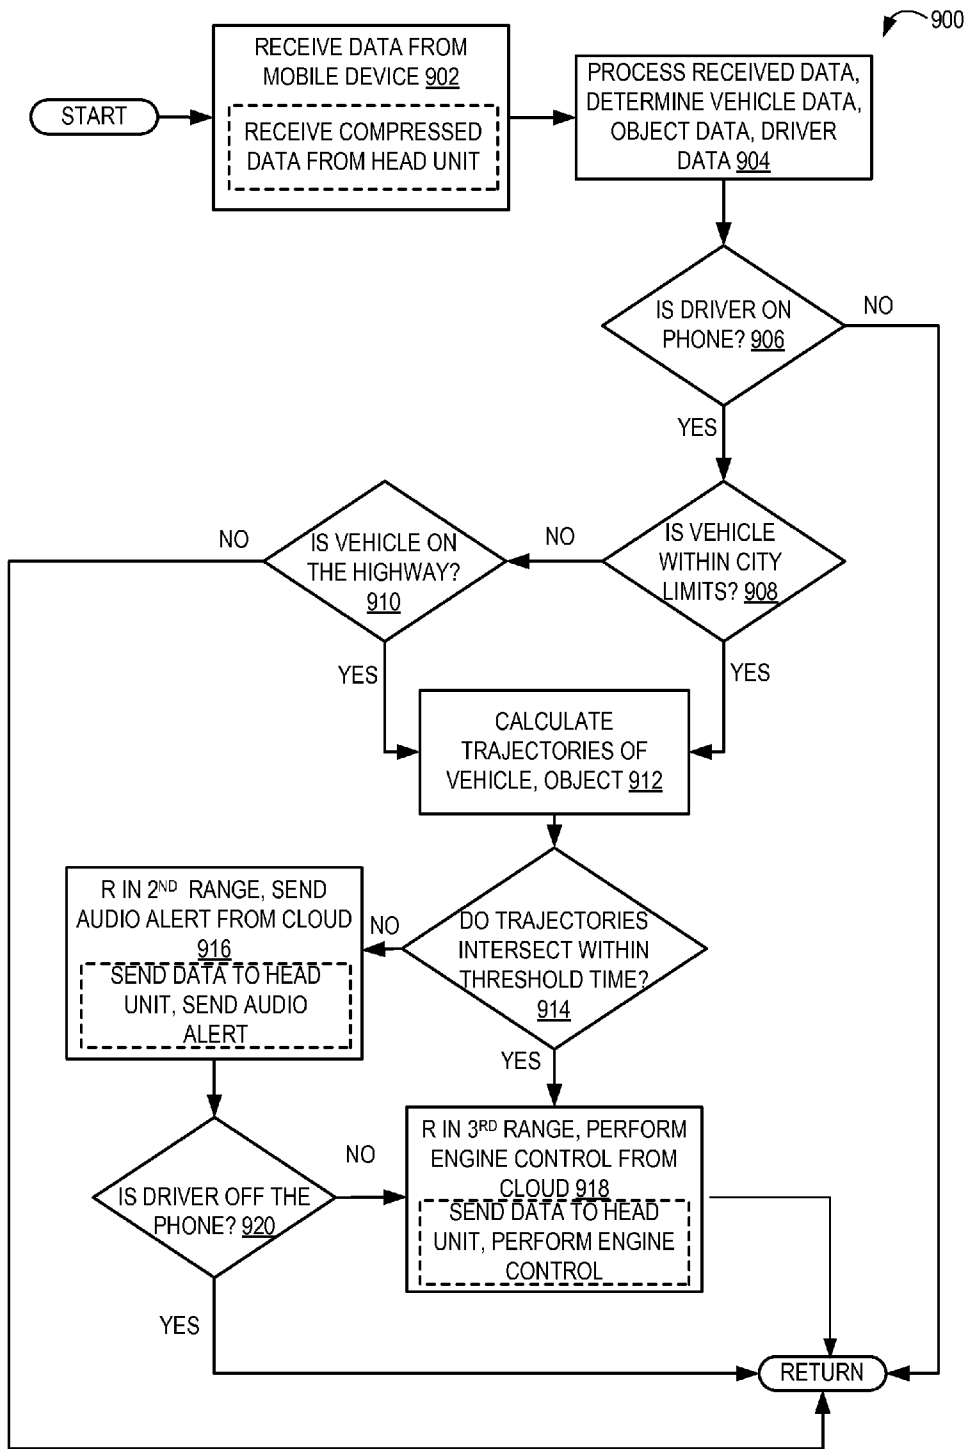 900
RECEIVE DATA FROM
MOBILE DEVICE 902
RECEIVE COMPRESSED
DATA FROM HEAD UNIT
START
PROCESS RECEIVED DATA,
DETERMINE VEHICLE DATA,
OBJECT DATA, DRIVER
DATA 904
IS DRIVER ON
PHONE? 906
NO
YES
IS VEHICLE
WITHIN CITY
LIMITS? 908
NO
IS VEHICLE ON
THE HIGHWAY?
910
NO
YES
YES
CALCULATE
TRAJECTORIES OF
VEHICLE, OBJECT 912
DO TRAJECTORIES
INTERSECT WITHIN
THRESHOLD TIME?
914
NO
YES
R IN 2ND RANGE, SEND
AUDIO ALERT FROM CLOUD
916
SEND DATA TO HEAD
UNIT, SEND AUDIO
ALERT
IS DRIVER OFF THE
PHONE? 920
NO
YES
R IN 3RD RANGE, PERFORM
ENGINE CONTROL FROM
CLOUD 918
SEND DATA TO HEAD
UNIT, PERFORM ENGINE
CONTROL
RETURN